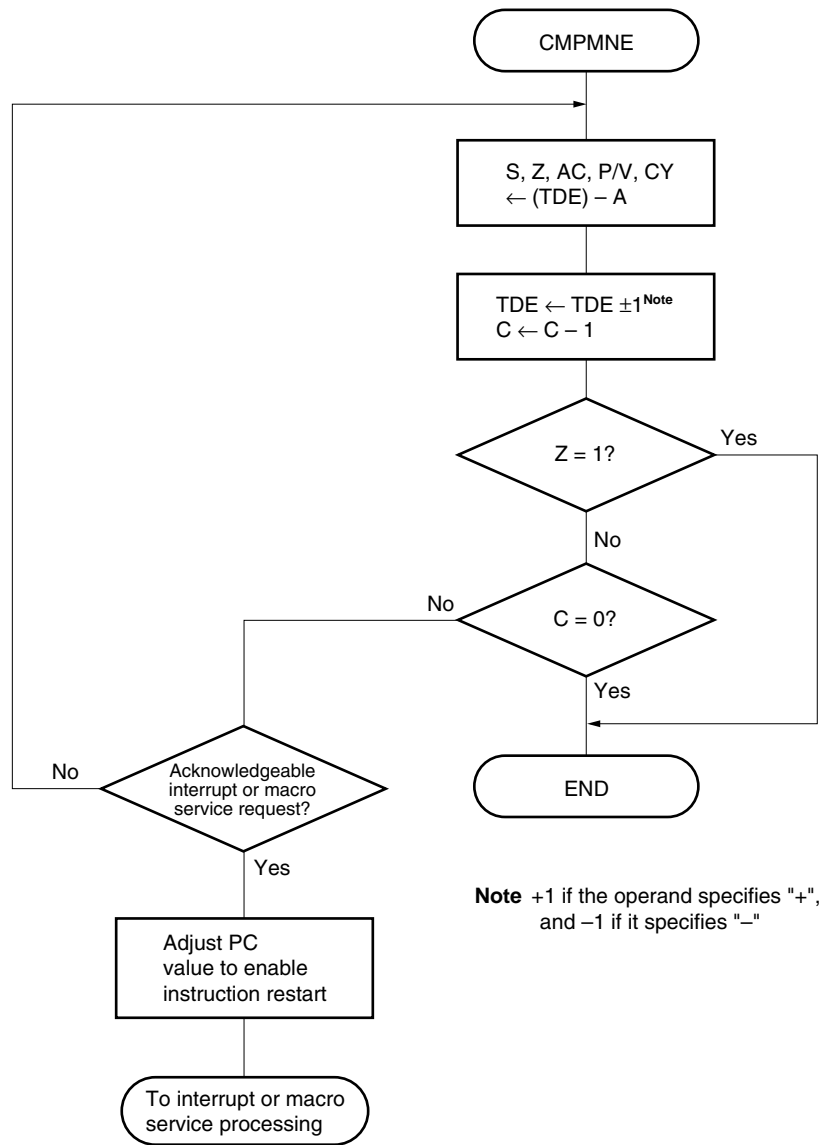 CMPMNE
S, Z, AC, P/V, CY
← (TDE) – A
TDE ← TDE ±1Note
C ← C – 1
Z = 1?
Yes
No
C = 0?
No
Yes
END
Acknowledgeable
interrupt or macro
service request?
No
Yes
Adjust PC
value to enable
instruction restart
To interrupt or macro
service processing
Note +1 if the operand specifies "+",
and –1 if it specifies "–"